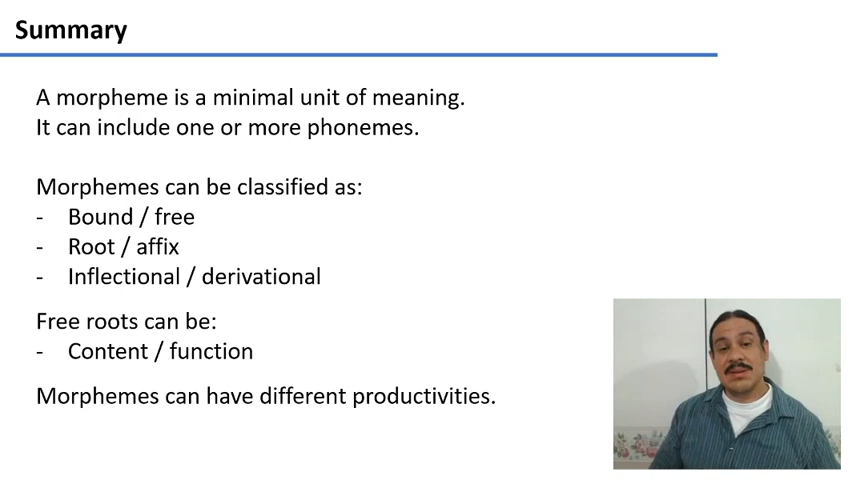 Summary
A morpheme is a minimal unit of meaning.
It can include one or more phonemes.
Morphemes can be classified as:
- Bound / free
- Root / affix
- Inflectional / derivational
Free roots can be:
- Content / function
Morphemes can have different productivities.